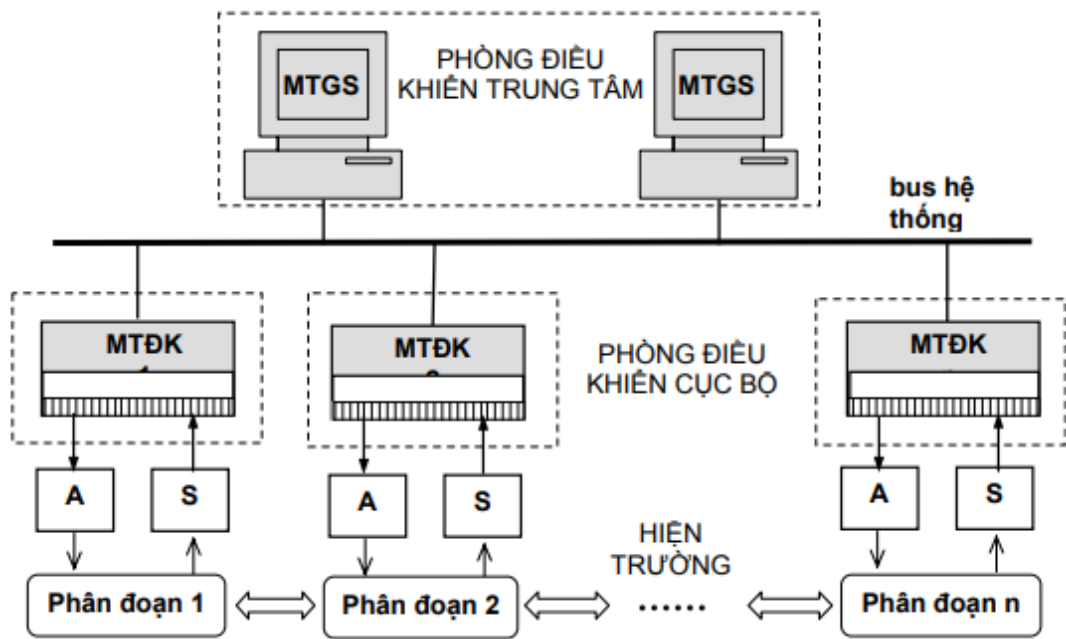 PHÒNG ĐIỀU
KHIỂN TRUNG TÂM
MTGS
MTGS
bus hệ
thống
MTĐK
MTĐK
MTĐK
PHÒNG ĐIỀU
KHIỂN CỤC BỘ
A
S
A
S
A
S
HIỆN
TRƯỜNG
Phân đoạn 1
Phân đoạn 2
......
Phân đoạn n